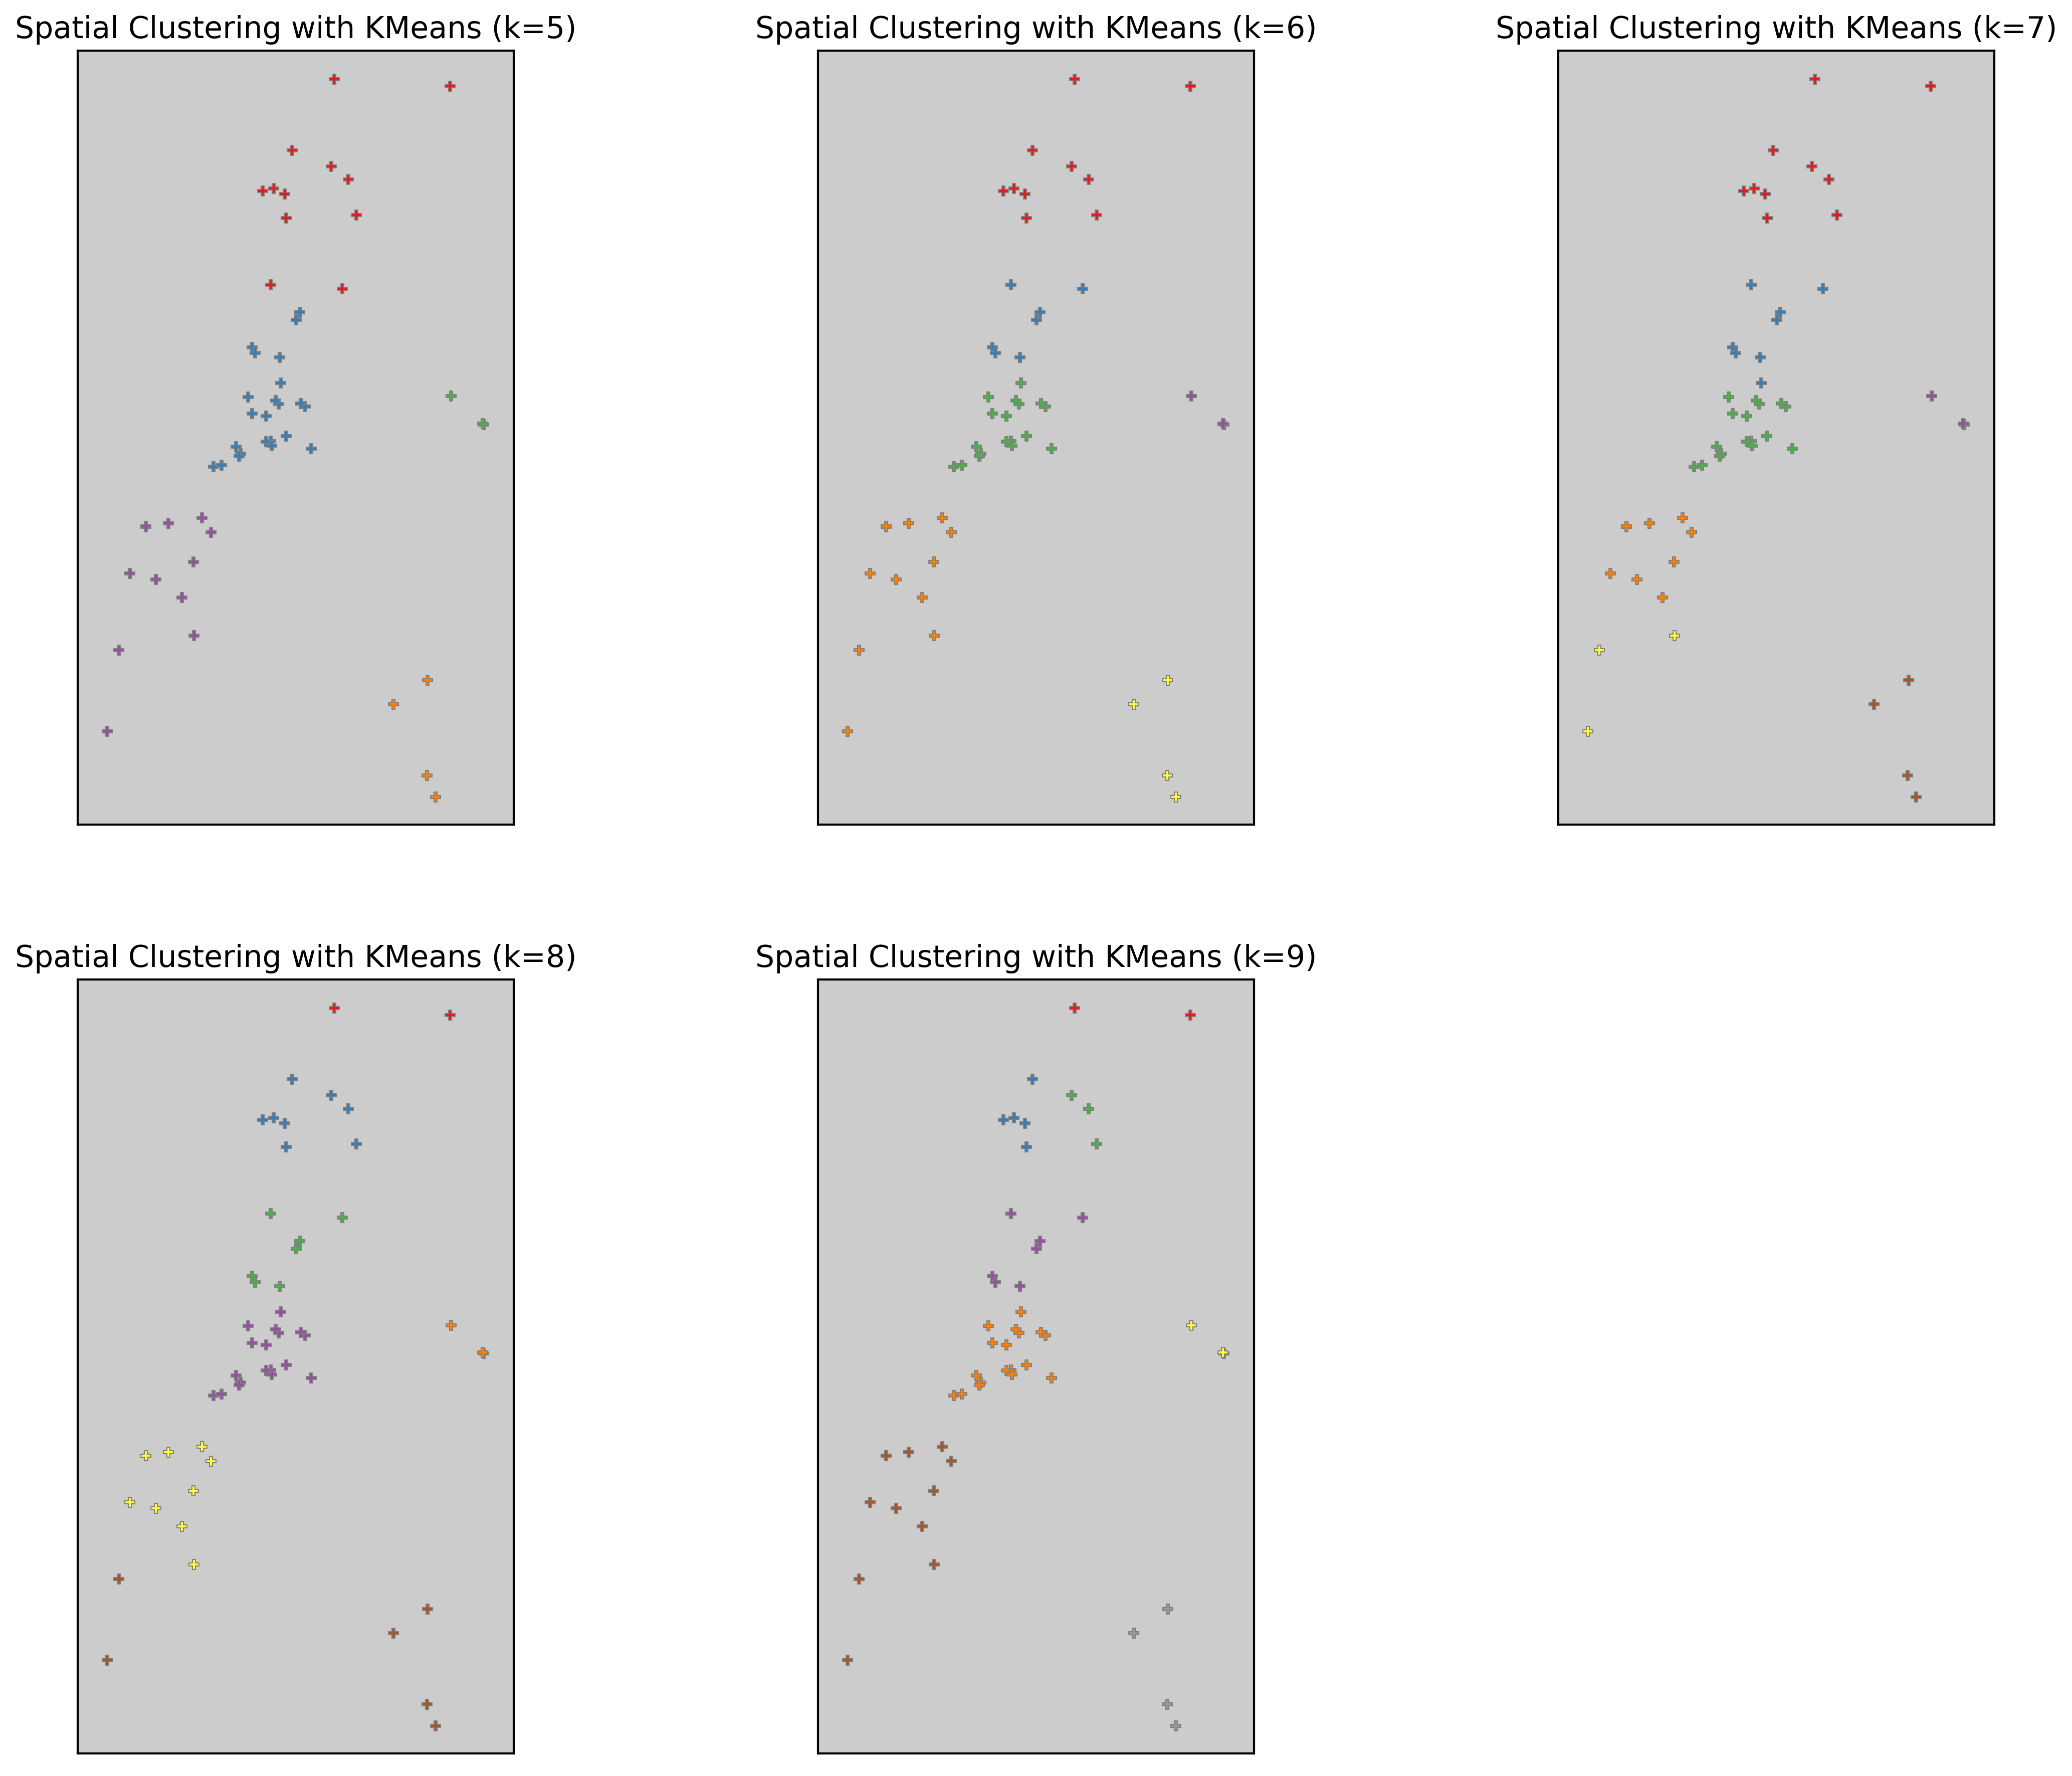 Spatial Clustering with KMeans (k=5)
Spatial Clustering with KMeans (k=6)
Spatial Clustering with KMeans (k=7)
Spatial Clustering with KMeans (k=8)
Spatial Clustering with KMeans (k=9)